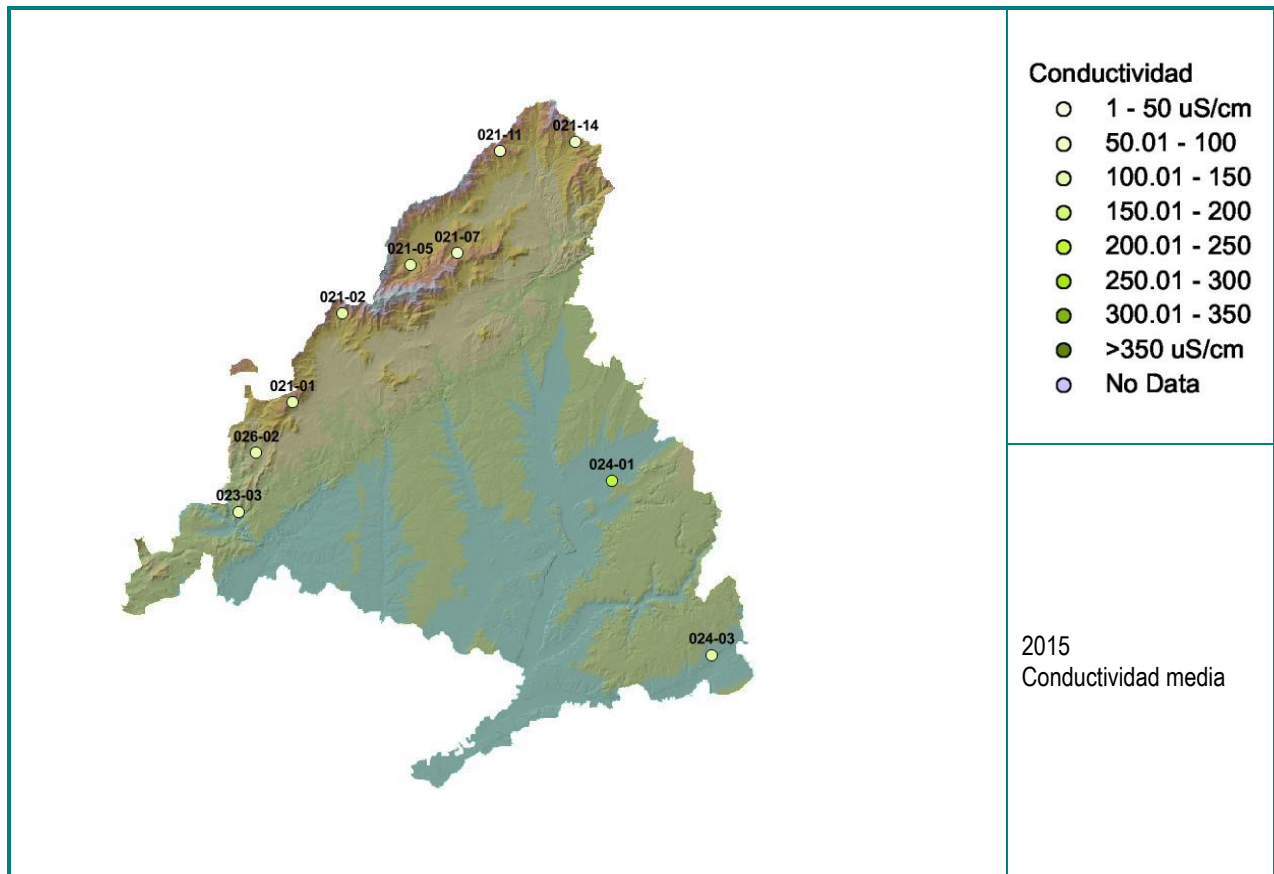 021-11
021-14
021-07
021-05
021-02
021-01
026-02
024-01
023-03
024-03
Conductividad
1 - 50 uS/cm
50.01 - 100
100.01 - 150
150.01 - 200
200.01 - 250
250.01 - 300
300.01 - 350
>350 uS/cm
No Data
2015
Conductividad media